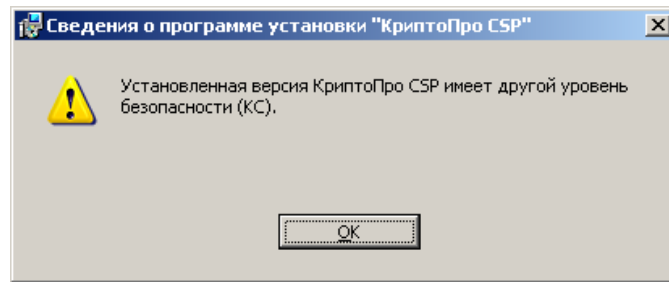 Сведения о программе установки "КриптоПро CSP"
Установленная версия КриптоПро CSP имеет другой уровень
безопасности (КС).
OK